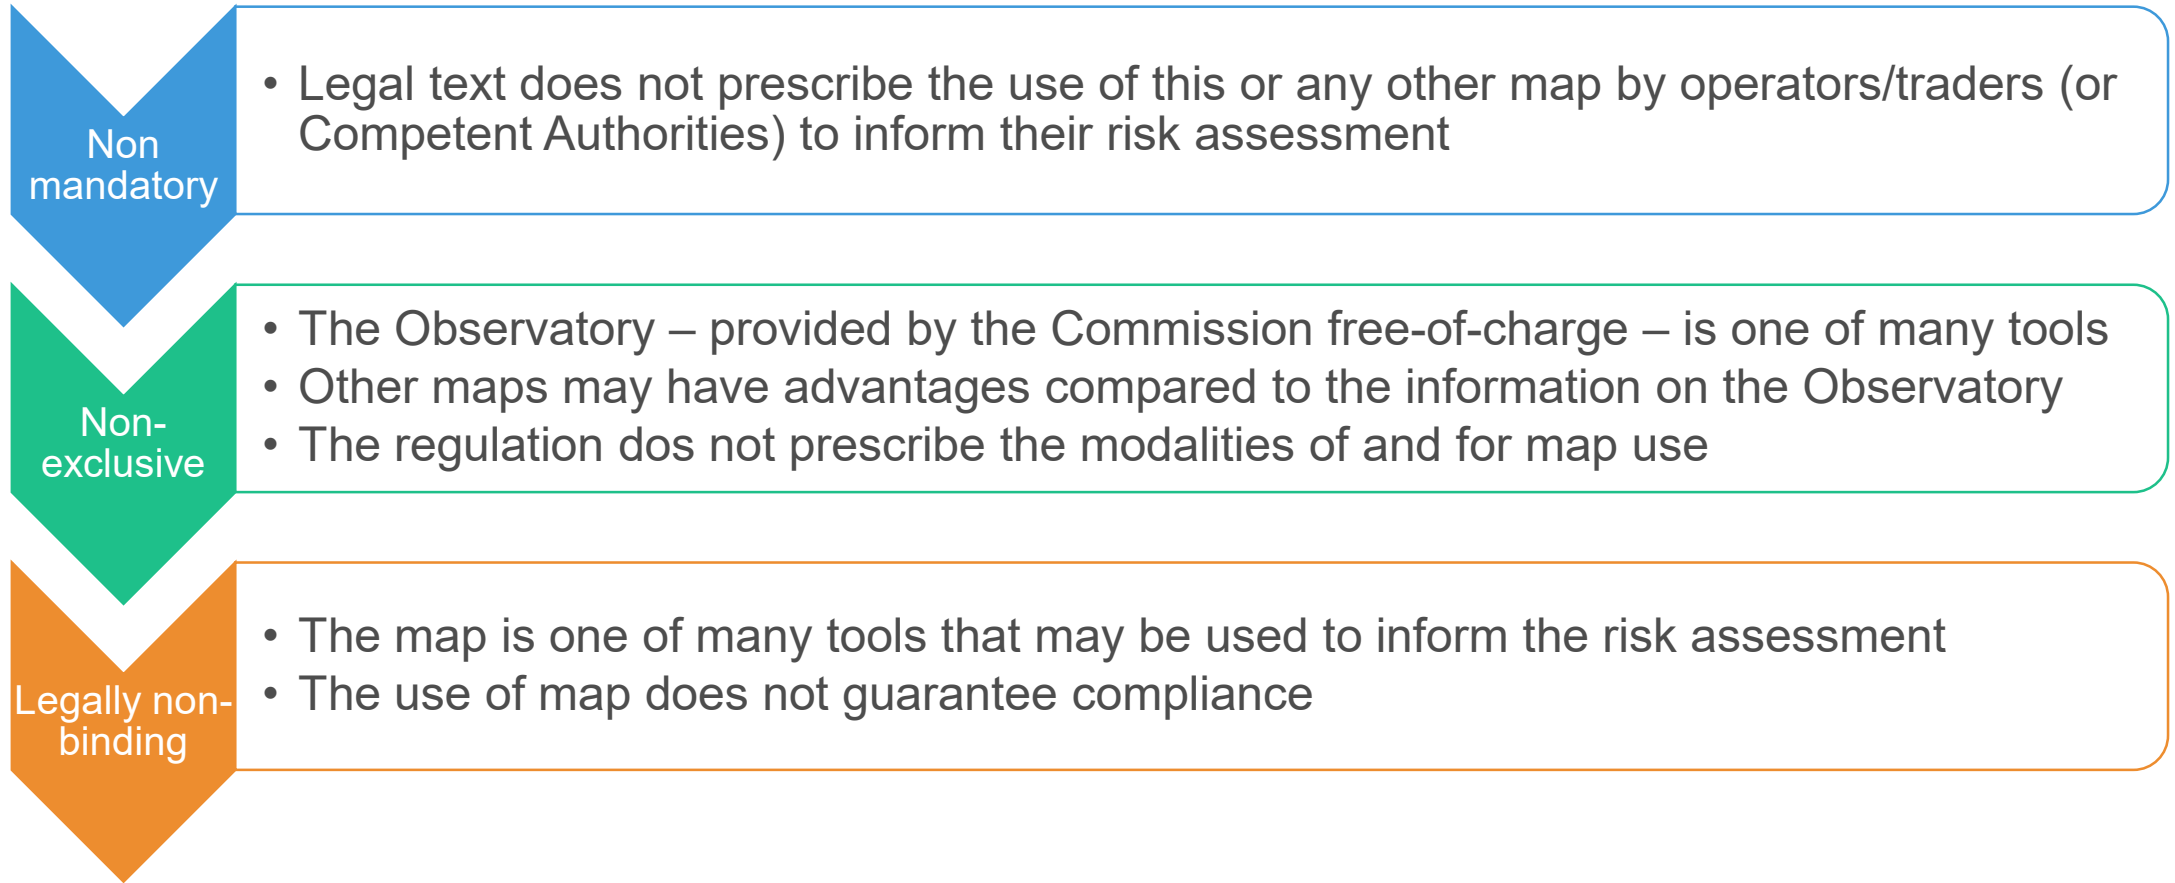 Non
mandatory
• Legal text does not prescribe the use of this or any other map by operators/traders (or
Competent Authorities) to inform their risk assessment
Non-
exclusive
• The Observatory – provided by the Commission free-of-charge – is one of many tools
• Other maps may have advantages compared to the information on the Observatory
• The regulation dos not prescribe the modalities of and for map use
Legally non-
binding
• The map is one of many tools that may be used to inform the risk assessment
• The use of map does not guarantee compliance